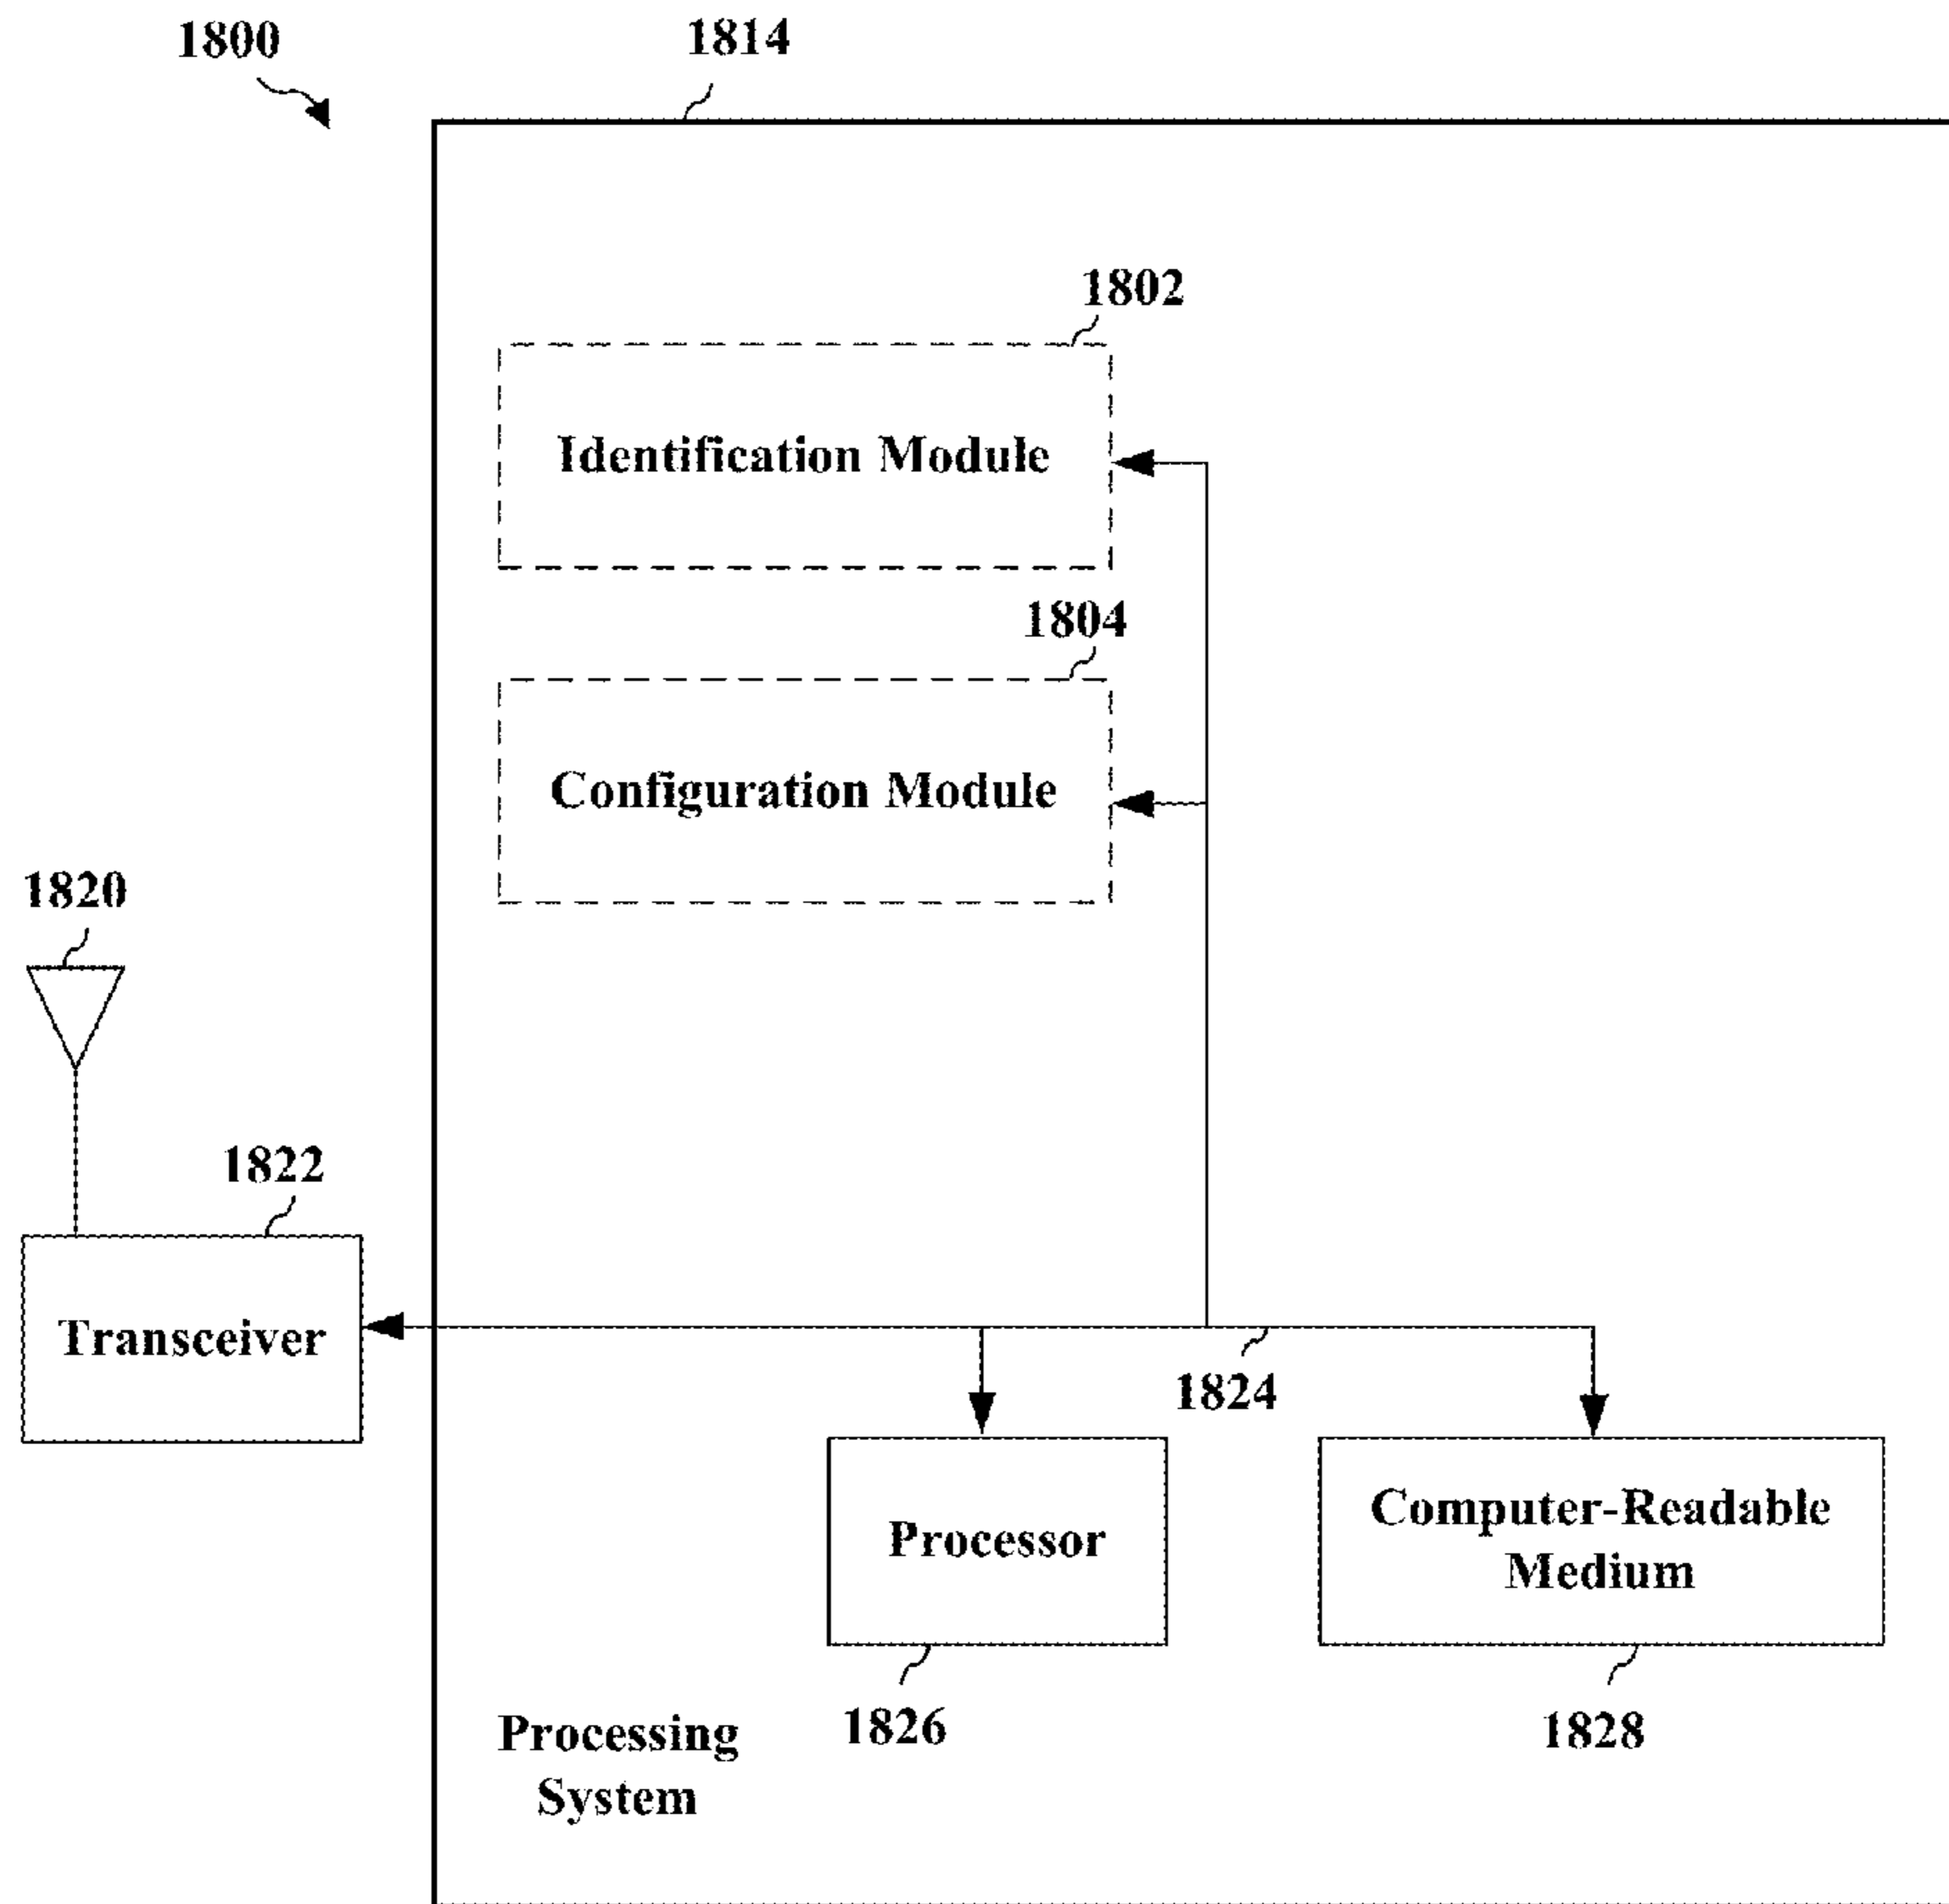 1800
1814
1802
Identification Module
1804
Configuration Module
1820
1822
Transceiver
1824
Processor
Computer-Readable
Medium
1826
1828
Processing
System